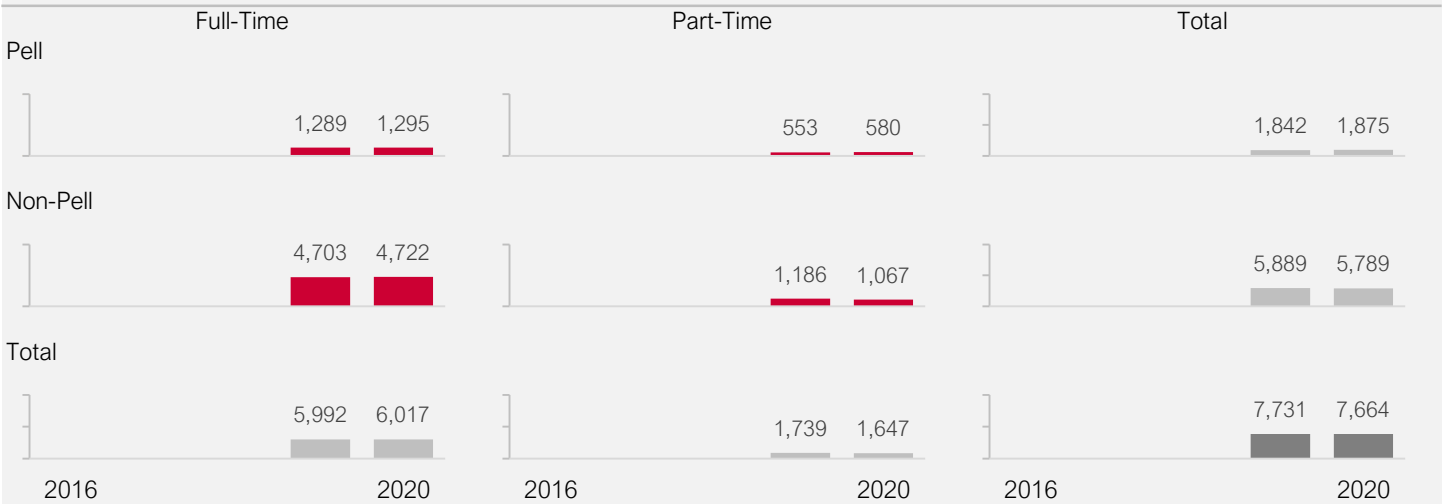 Full-Time Part-Time Total
Pell
1,289 1,295 553 580 1,842 1,875
Non-Pell
4,703 4,722 1,186 1,067 5,889 5,789
Total
5,992 6,017 1,739 1,647 7,731 7,664
2016 2020 2016 2020 2016 2020